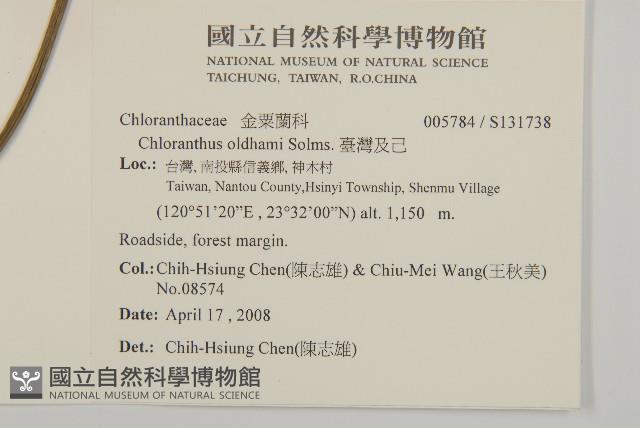 國立自然科學博物館
NATIONAL MUSEUM OF NATURAL SCIENCE
TAICHUNG, TAIWAN, R.O.CHINA
Chloranthaceae 金粟蘭科 005784 / S131738
Chloranthus oldhami Solms. 臺灣及己
Loc.: 台灣, 南投縣信義鄉, 神木村
Taiwan, Nantou County,Hsinyi Township, Shenmu Village
(120°51’20”E , 23°32’00”N) alt. 1,150 m.
Roadside, forest margin.
Col.: Chih-Hsiung Chen(陳志雄) & Chiu-Mei Wang(王秋美)
No.08574
Date: April 17 , 2008
Det.: Chih-Hsiung Chen(陳志雄)
國立自然科學博物館
NATIONAL MUSEUM OF NATURAL SCIENCE